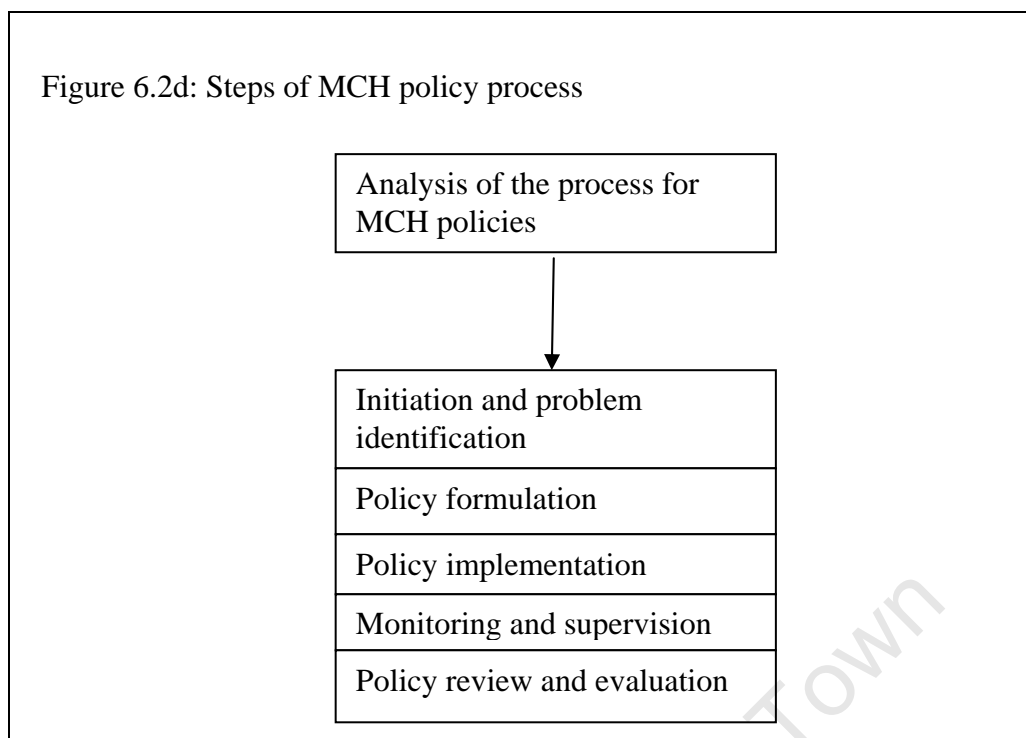 Figure 6.2d: Steps of MCH policy process
Analysis of the process for
MCH policies
Initiation and problem
identification
Policy formulation
Policy implementation
Monitoring and supervision
Policy review and evaluation
Town